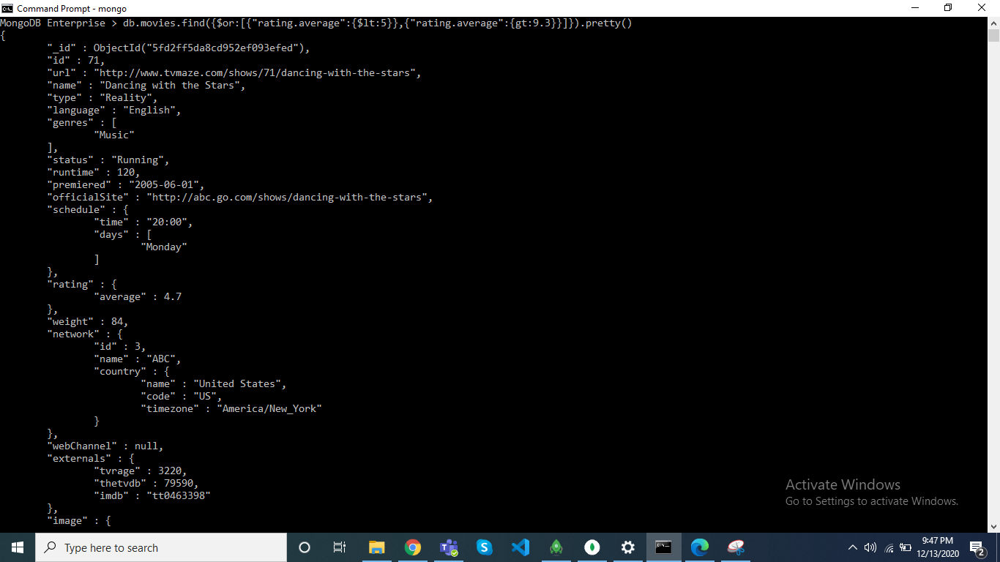 Command Prompt - mongo
MongoDB Enterprise > db.movies.find({$or:[{"rating.average":{$lt:5}},{"rating.average":{gt:9.3}}]}).pretty()
{
"_id" : ObjectId("5fd2ff5da8cd952ef093efed"),
"id" : 71,
"url" : "http://www.tvmaze.com/shows/71/dancing-with-the-stars",
"name" : "Dancing with the Stars",
"type" : "Reality",
"language" : "English",
"genres" : [
"Music"
],
"status" : "Running",
"runtime" : 120,
"premiered" : "2005-06-01",
"officialSite" : "http://abc.go.com/shows/dancing-with-the-stars",
"schedule" : {
"time" : "20:00",
"days" : [
"Monday"
]
},
"rating" : {
"average" : 4.7
},
"weight" : 84,
"network" : {
"id" : 3,
"name" : "ABC",
"country" : {
"name" : "United States",
"code" : "US",
"timezone" : "America/New_York"
}
},
"webChannel" : null,
"externals" : {
"tvrage" : 3220,
"thetvdb" : 79590,
"imdb" : "tt0463398"
},
"image" : {
Activate Windows
Go to Settings to activate Windows.
Type here to search
9:47 PM
12/13/2020
2